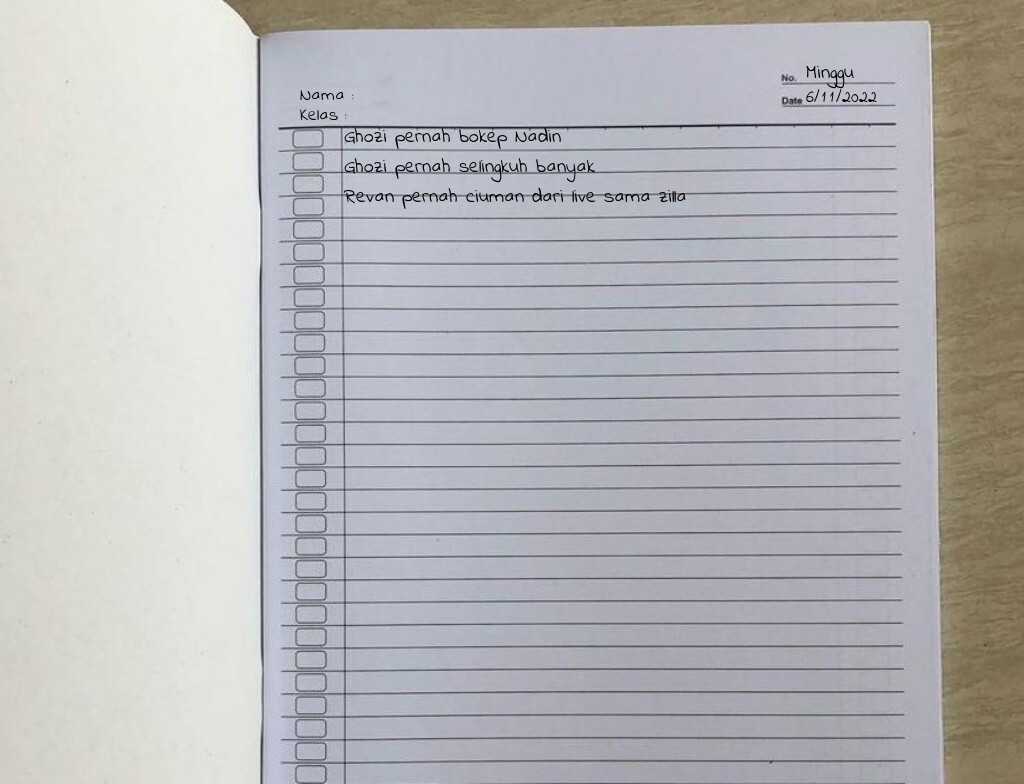 No. Minggu
Date 6/11/2022
Nama :
Kelas :
Ghozi pernah bokep Nadin
Ghozi pernah selingkuh banyak
Revan pernah ciuman dari live sama zilla